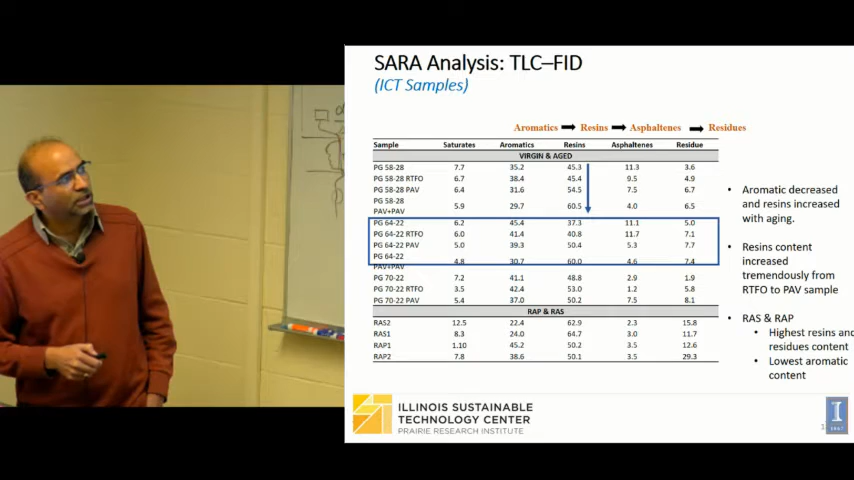 SARA Analysis: TLC–FID
(ICT Samples)
Aromatics Resins Asphaltenes Residues
Sample Saturates Aromatics Resins Asphaltenes Residue
VIRGIN & AGED
PG 58-28 7.7 35.2 45.3 11.3 3.6
PG 58-28 RTFO 6.7 38.4 45.4 9.5 4.9
PG 58-28 PAV 6.4 31.6 54.5 7.5 6.7
PG 58-28
PAV+PAV 5.9 29.7 60.5 4.0 6.5
PG 64-22 6.2 45.4 37.3 11.1 5.0
PG 64-22 RTFO 6.0 41.4 40.8 11.7 7.1
PG 64-22 PAV 5.0 39.3 50.4 5.3 7.7
PG 64-22
PAV+PAV 4.8 30.7 60.0 4.6 7.4
PG 70-22 7.2 41.1 48.8 2.9 1.9
PG 70-22 RTFO 3.5 42.4 53.0 1.2 5.8
PG 70-22 PAV 5.4 37.0 50.2 7.5 8.1
RAP & RAS
RAS2 12.5 22.4 62.9 2.3 15.8
RAS1 8.3 24.0 64.7 3.0 11.7
RAP1 1.10 45.2 50.2 3.5 12.6
RAP2 7.8 38.6 50.1 3.5 29.3
• Aromatic decreased
and resins increased
with aging.
• Resins content
increased
tremendously from
RTFO to PAV sample
• RAS & RAP
• Highest resins and
residues content
• Lowest aromatic
content
ILLINOIS SUSTAINABLE
TECHNOLOGY CENTER
PRAIRIE RESEARCH INSTITUTE
I
1867